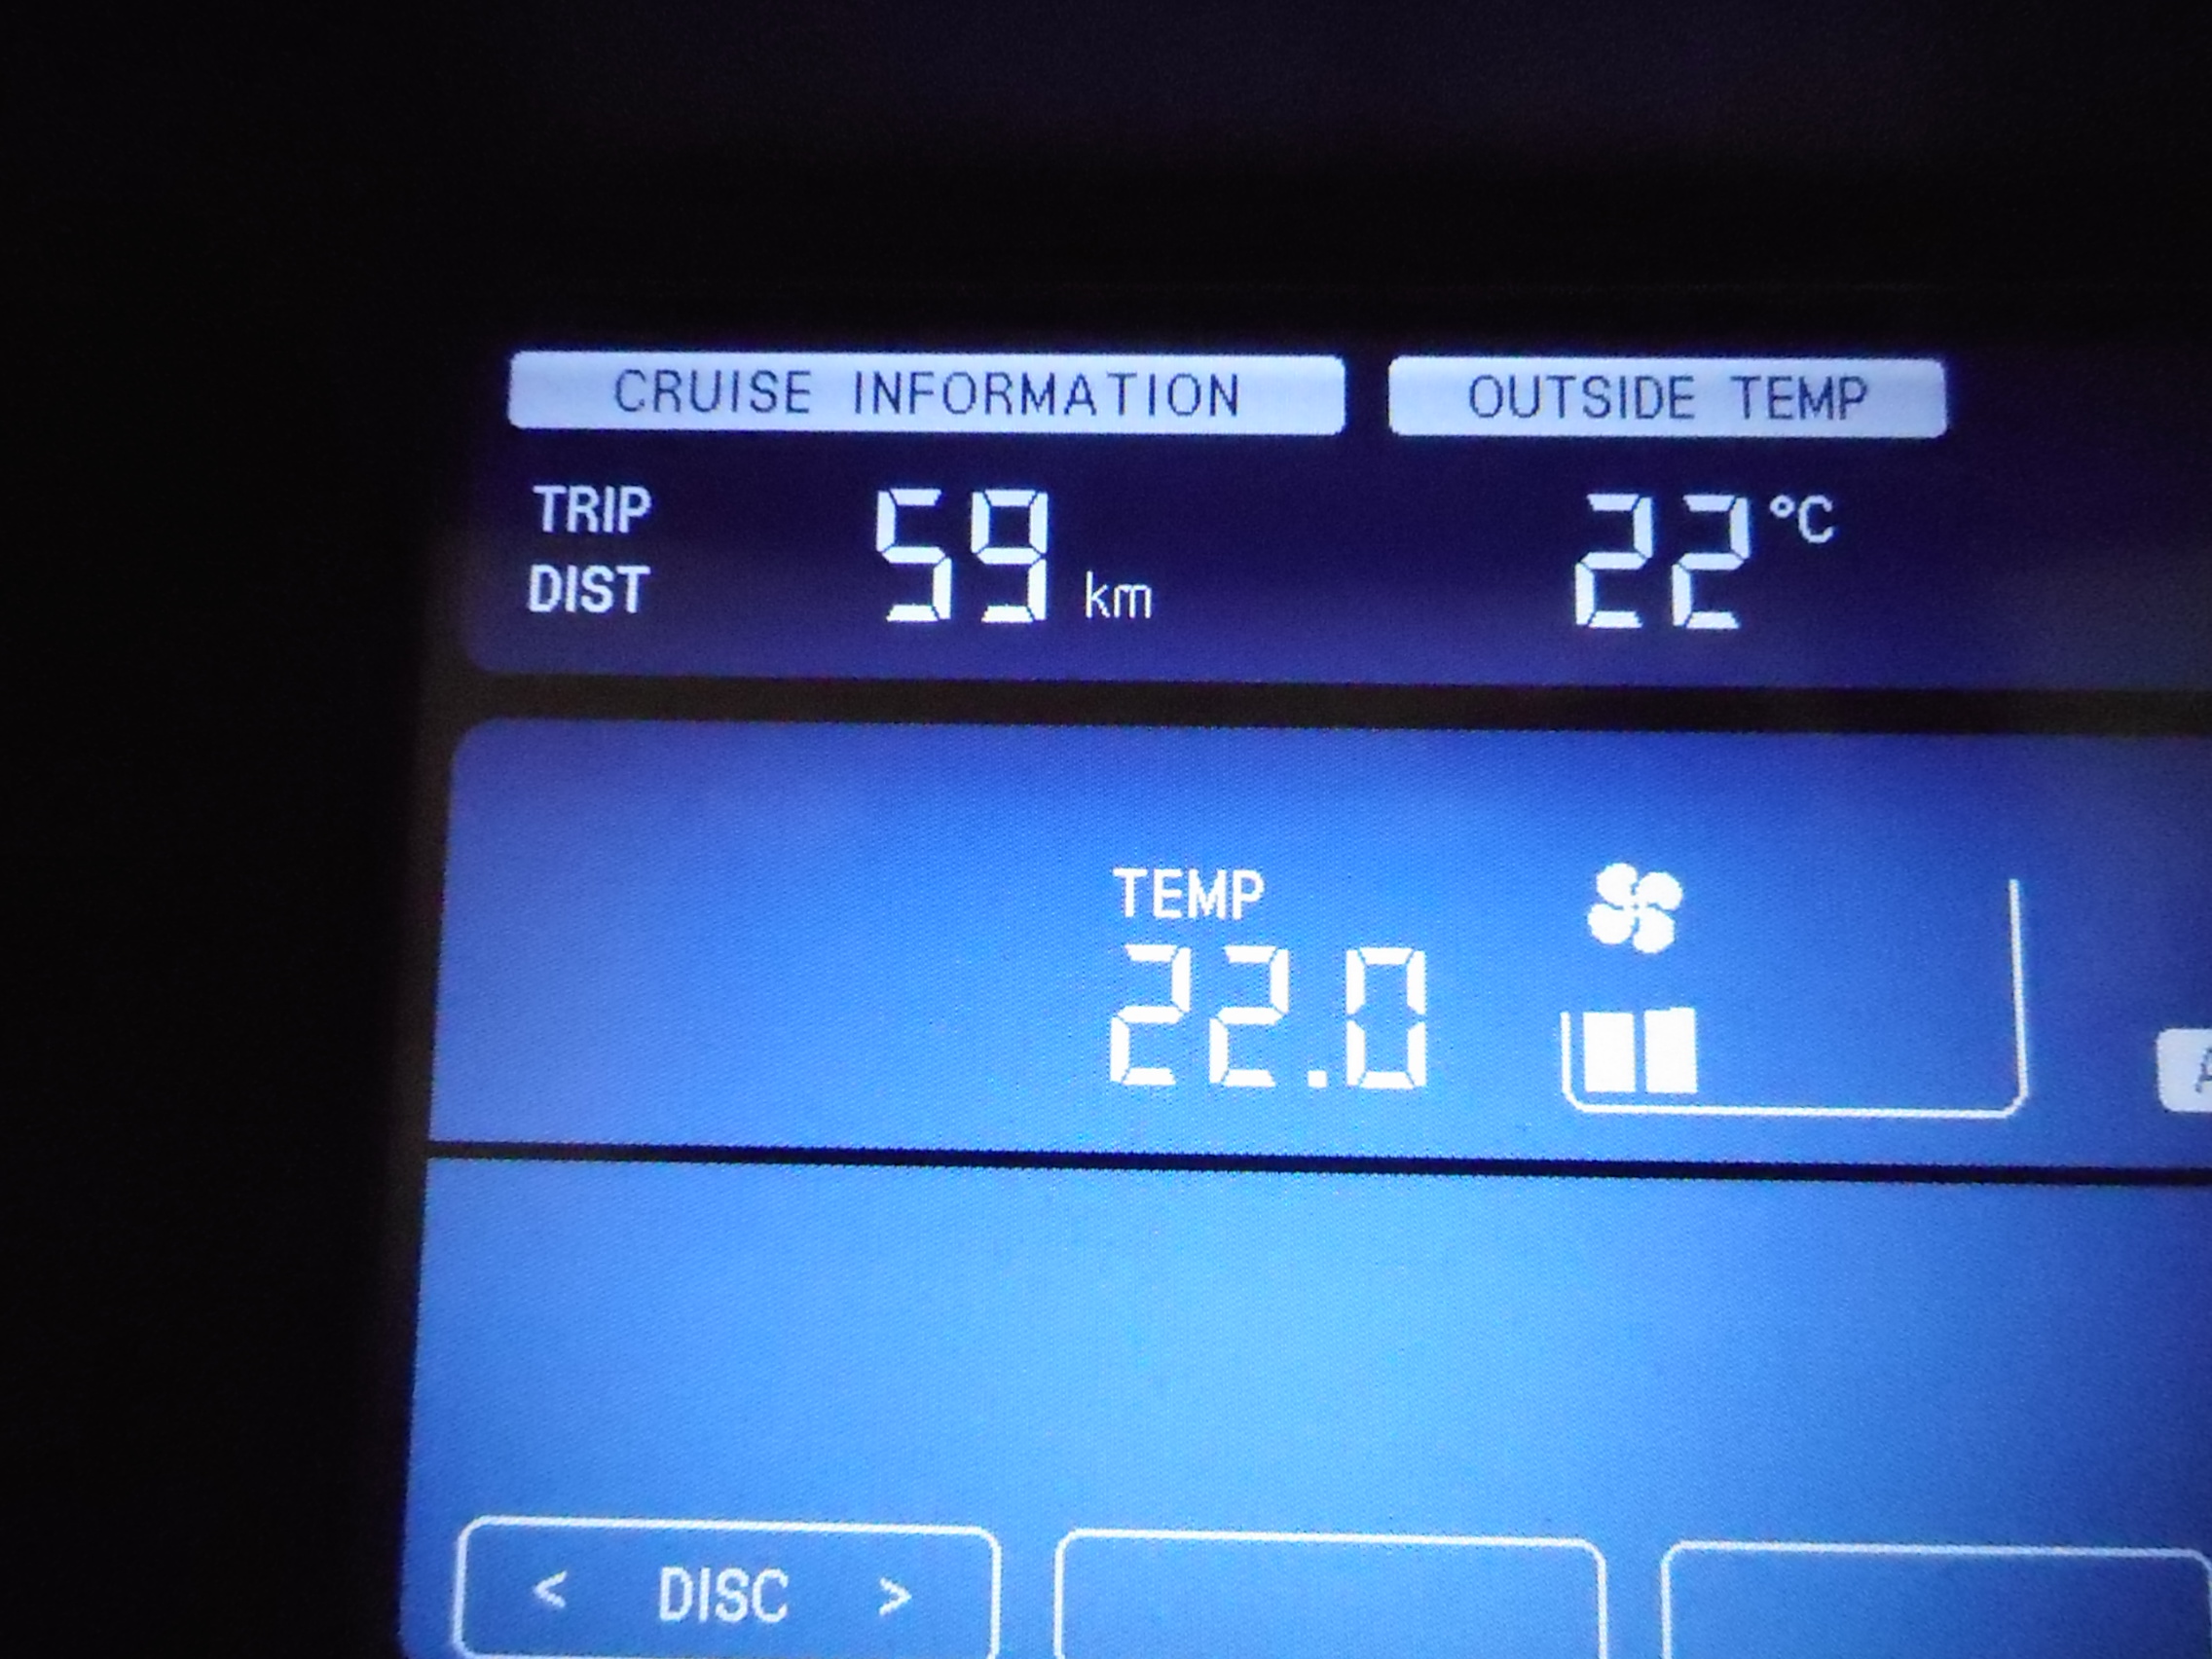 CRUISE INFORMATION
OUTSIDE TEMP
TRIP
DIST
59 km
22 °C
TEMP
22.0
< DISC >